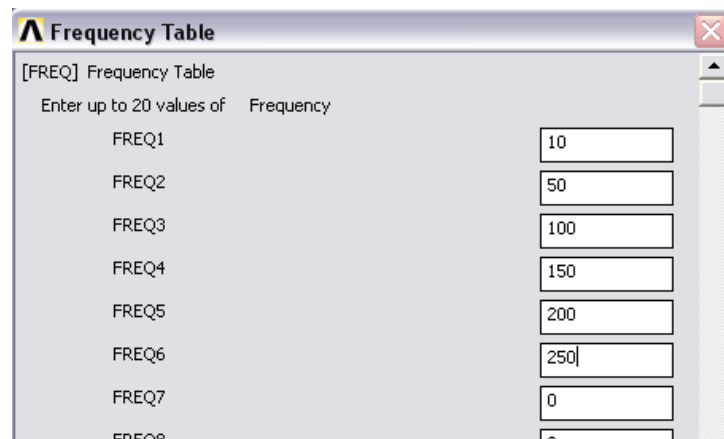 Frequency Table
[FREQ] Frequency Table
Enter up to 20 values of Frequency
FREQ1 10
FREQ2 50
FREQ3 100
FREQ4 150
FREQ5 200
FREQ6 250
FREQ7 0
FREQ8